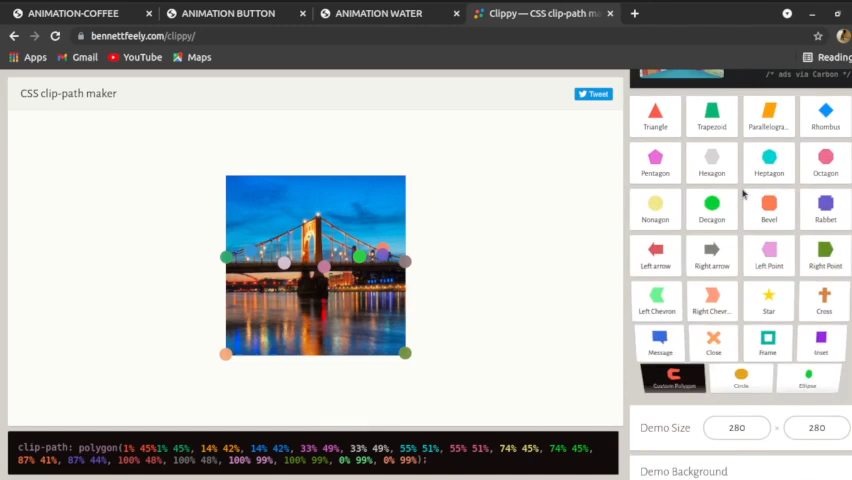 ANIMATION-COFFEE
ANIMATION BUTTON
ANIMATION WATER
Clippy — CSS clip-path ma
bennettfeely.com/clippy/
Apps
Gmail
YouTube
Maps
Reading
CSS clip-path maker
Tweet
/* ads via Carbon */
Triangle
Trapezoid
Parallelogra...
Rhombus
Pentagon
Hexagon
Heptagon
Octagon
Nonagon
Decagon
Bevel
Rabbet
Left arrow
Right arrow
Left Point
Right Point
Left Chevron
Right Chevr...
Star
Cross
Message
Close
Frame
Inset
Custom Polygon
Circle
Ellipse
clip-path: polygon(1% 45%1% 45%, 14% 42%, 14% 42%, 33% 49%, 33% 49%, 55% 51%, 55% 51%, 74% 45%, 74% 45%,
87% 41%, 87% 44%, 100% 48%, 100% 48%, 100% 99%, 100% 99%, 0% 99%, 0% 99%);
Demo Size
280 × 280
Demo Background